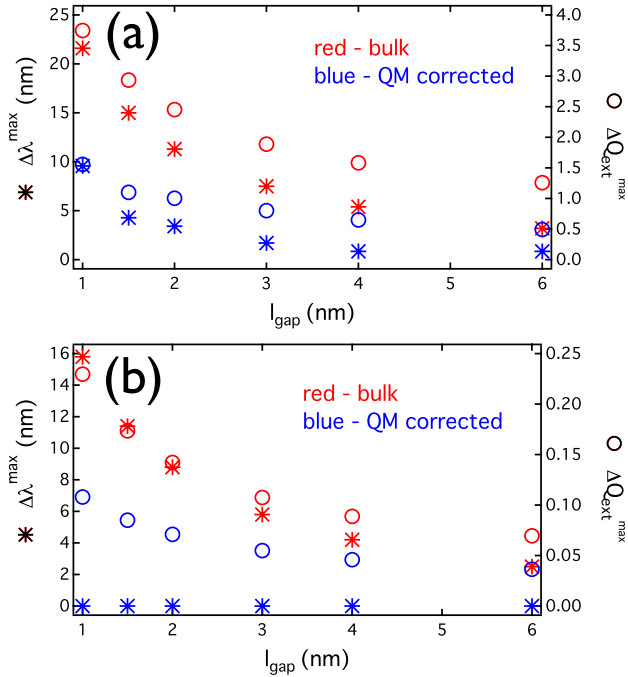 (a)
red - bulk
blue - QM corrected
25
20
15
10
5
0
4.0
3.5
3.0
2.5
2.0
1.5
1.0
0.5
0.0
1 2 3 4 5 6
Δλ^max (nm)
ΔQ_ext^max
l_gap (nm)
(b)
red - bulk
blue - QM corrected
16
14
12
10
8
6
4
2
0
0.25
0.20
0.15
0.10
0.05
0.00
1 2 3 4 5 6
Δλ^max (nm)
ΔQ_ext^max
l_gap (nm)